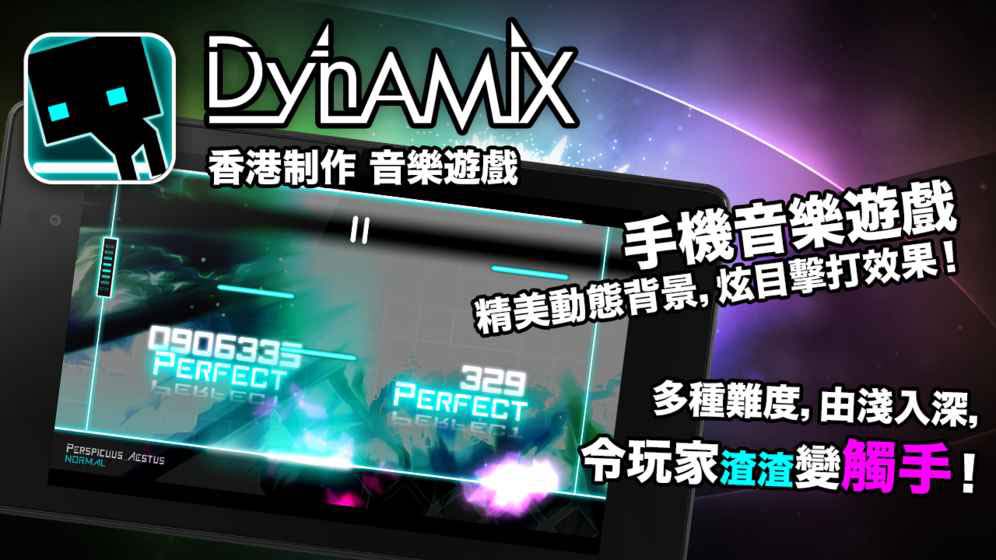 DynAMIX
香港制作 音樂遊戲
手機音樂遊戲
精美動態背景, 炫目擊打效果!
0906335
PERFECT
329
PERFECT
多種難度, 由淺入深,
令玩家渣渣變觸手!
PERSPICUUS AESTUS
NORMAL